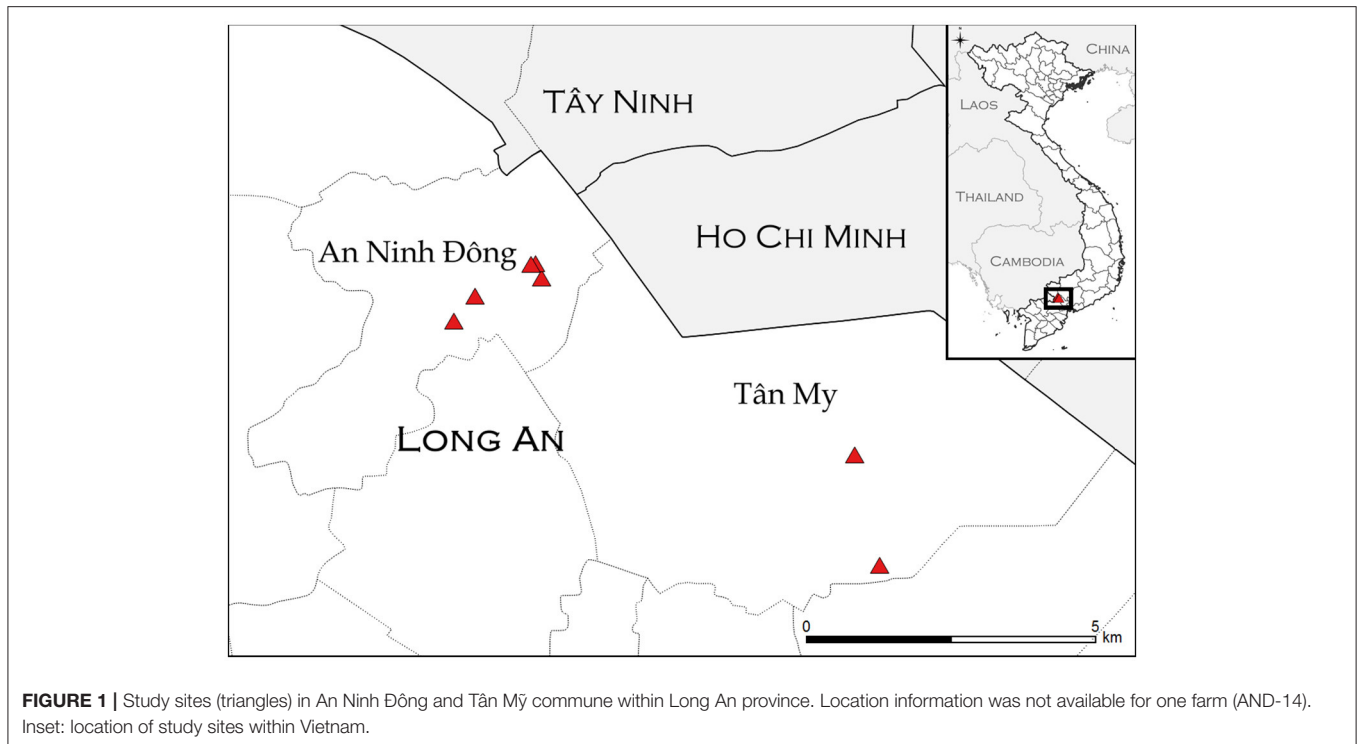 TÂY NINH
CHINA
LAOS
THAILAND
CAMBODIA
HO CHI MINH
An Ninh Đông
Tân My
LONG AN
0 5
km
FIGURE 1 | Study sites (triangles) in An Ninh Đông and Tân Mỹ commune within Long An province. Location information was not available for one farm (AND-14).
Inset: location of study sites within Vietnam.